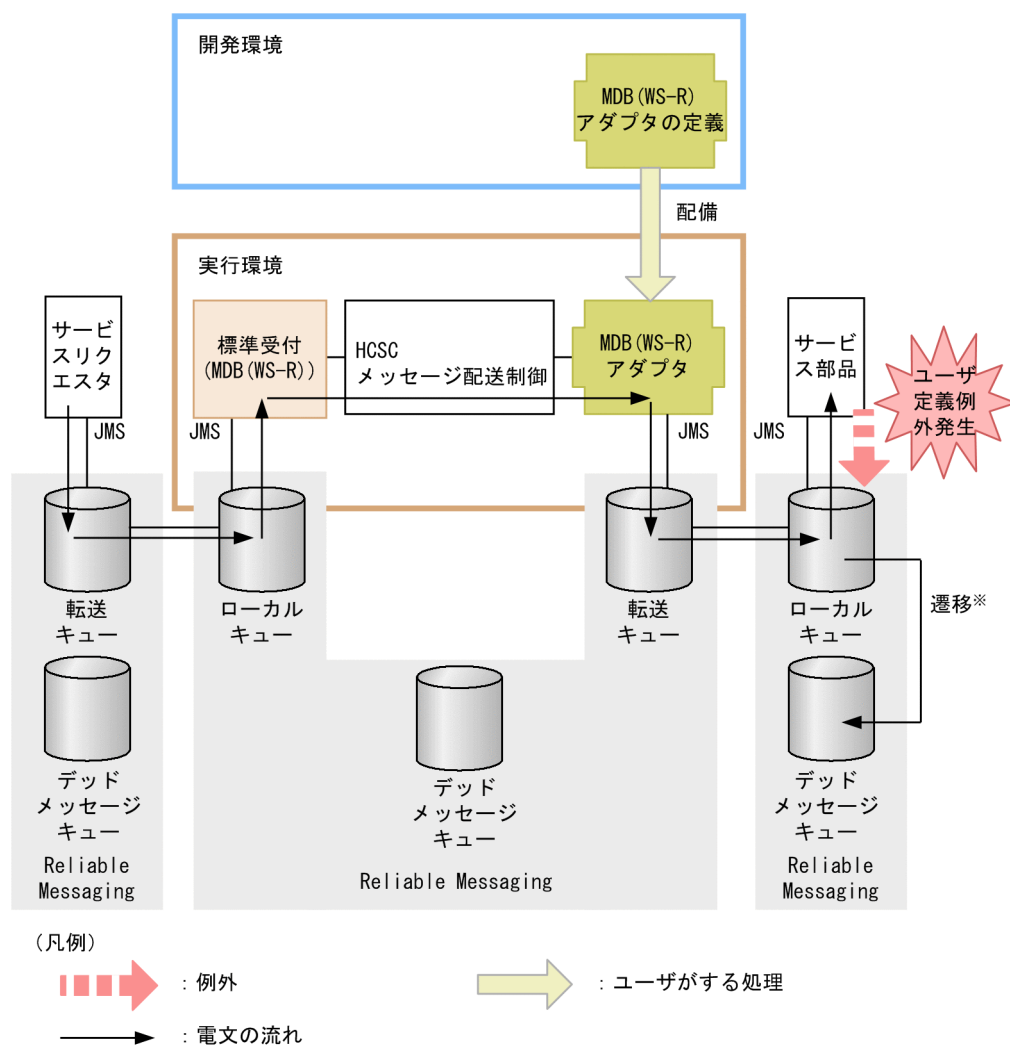 開発環境
MDB(WS-R)
アダプタの定義
配備
実行環境
サービ
スリク
エスタ
標準受付
(MDB(WS-R))
HCSC
メッセージ配送制御
MDB(WS-R)
アダプタ
サービ
ス部品
ユーザ
定義例
外発生
JMS
JMS
JMS
JMS
転送
キュー
ローカル
キュー
転送
キュー
ローカル
キュー
遷移※
デッド
メッセージ
キュー
デッド
メッセージ
キュー
デッド
メッセージ
キュー
Reliable
Messaging
Reliable Messaging
Reliable
Messaging
(凡例)
:例外
:ユーザがする処理
:電文の流れ